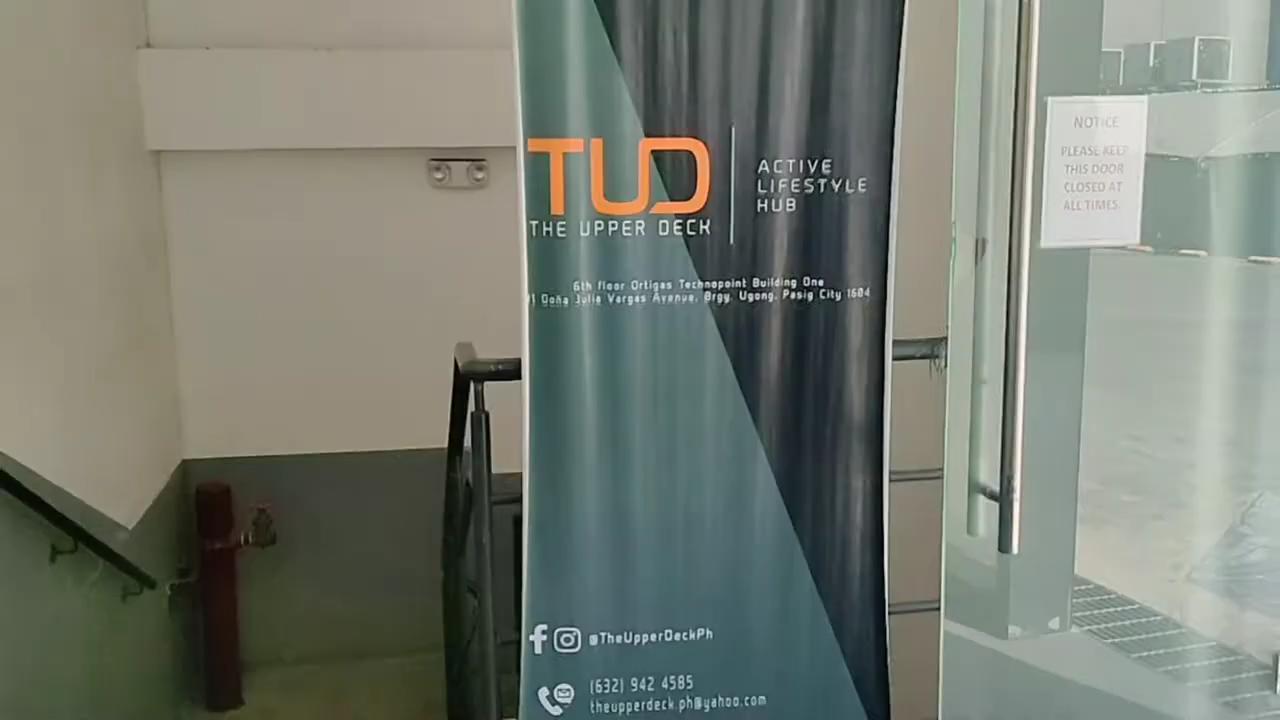 TUD
THE UPPER DECK
ACTIVE
LIFESTYLE
HUB
6th floor Ortigas Technopoint Building One
1 Doña Julia Vargas Avenue, Brgy. Ugong, Pasig City 1604
@TheUpperDeckPh
(632) 942 4585
theupperdeck.ph@yahoo.com
NOTICE
PLEASE KEEP
THIS DOOR
CLOSED AT
ALL TIMES.